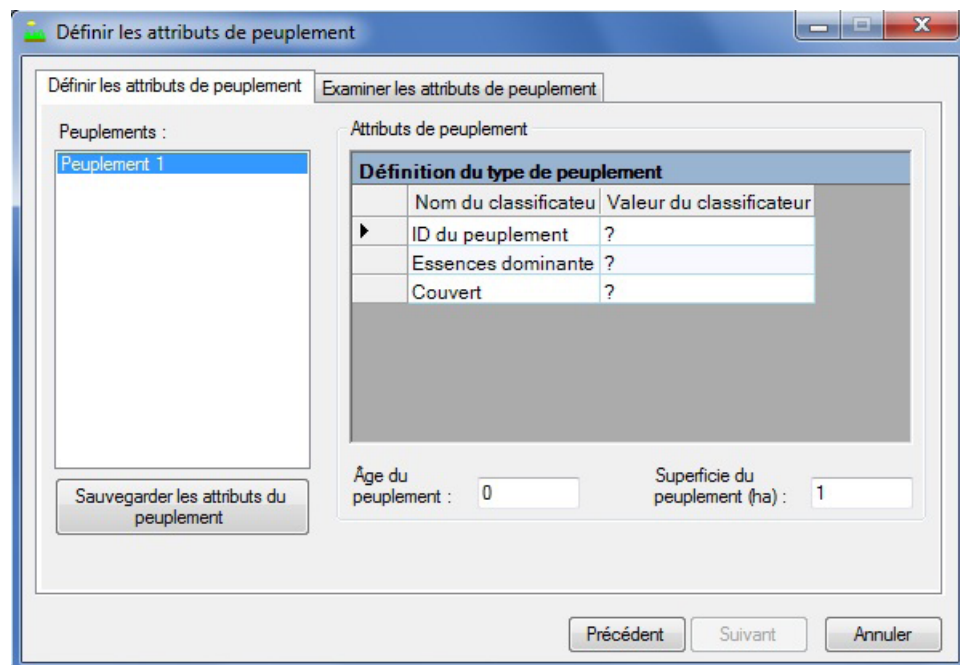 Définir les attributs de peuplement
Définir les attributs de peuplement
Examiner les attributs de peuplement
Peuplements :
Peuplement 1
Sauvegarder les attributs du
peuplement
Attributs de peuplement
Définition du type de peuplement
Nom du classificateu Valeur du classificateur
ID du peuplement ?
Essences dominante ?
Couvert ?
Âge du
peuplement : 0
Superficie du
peuplement (ha) : 1
Précédent Suivant Annuler